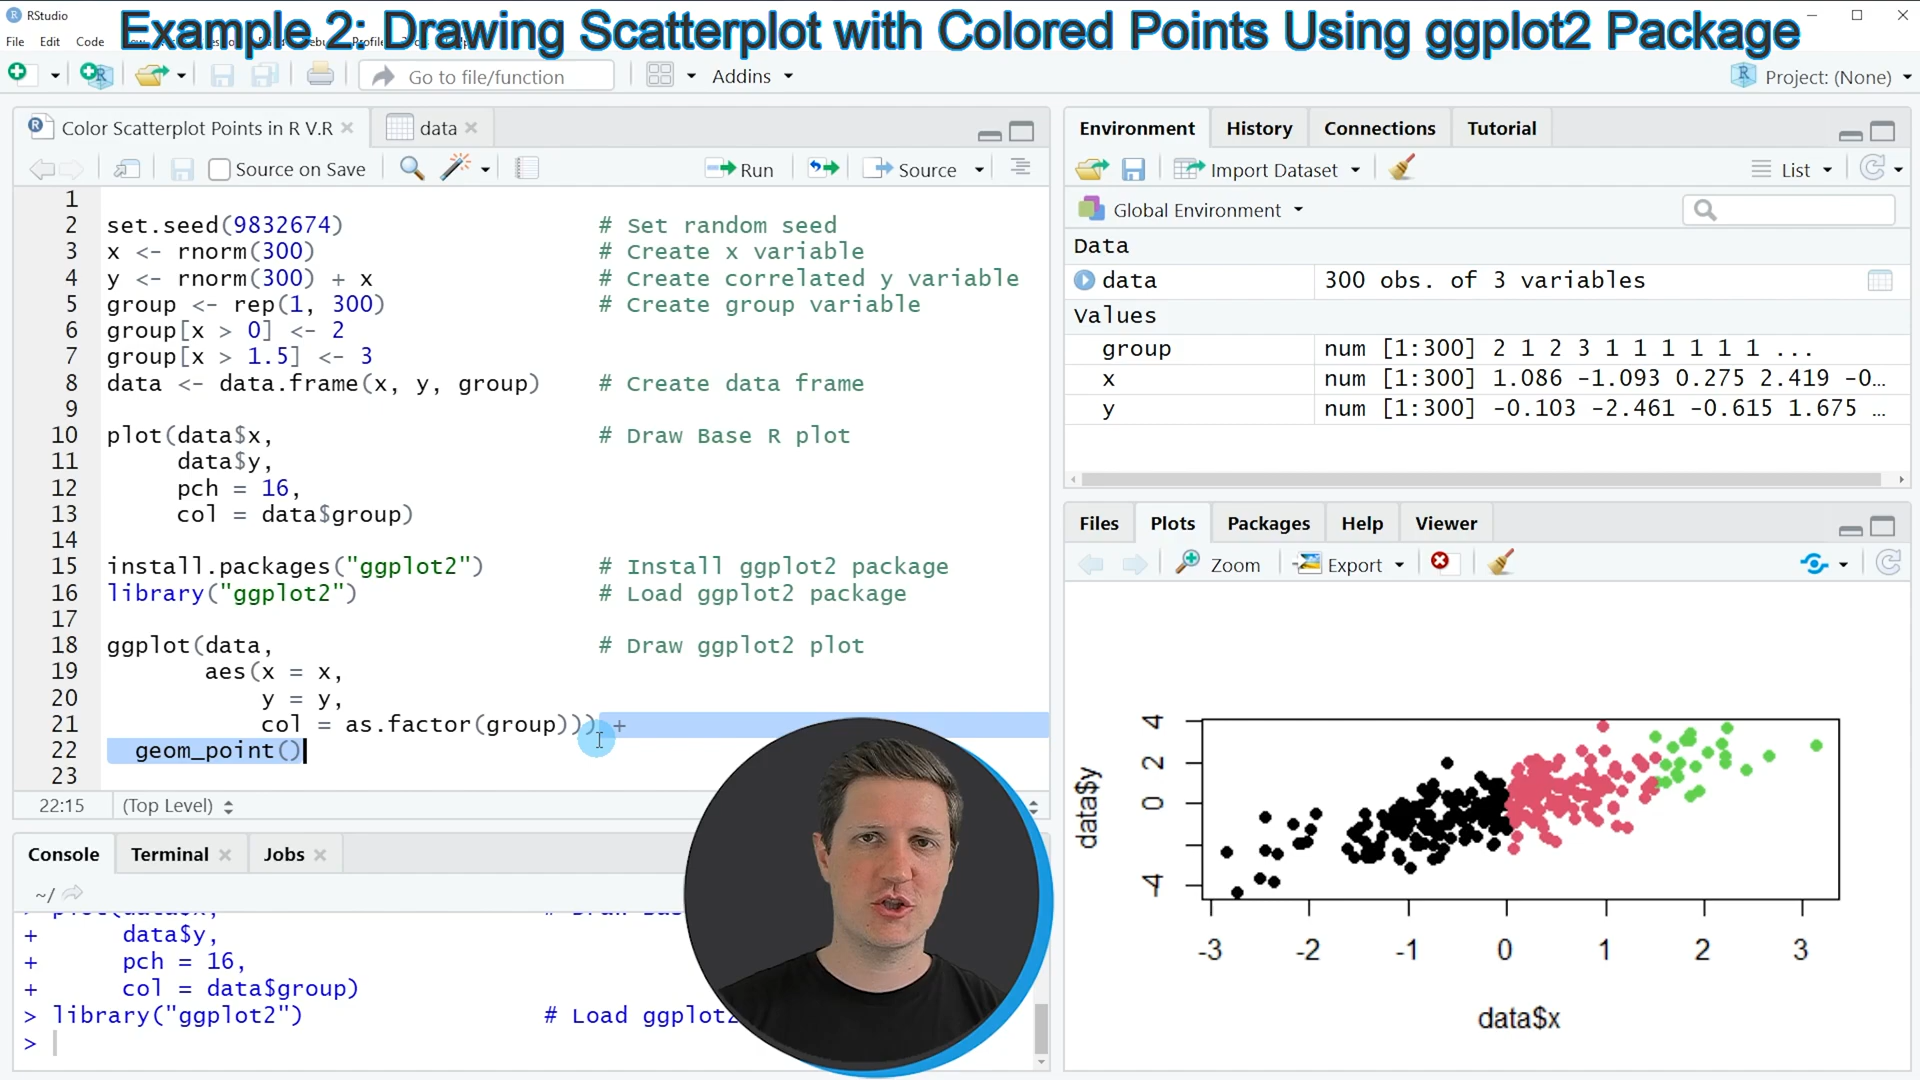 RStudio
Example 2: Drawing Scatterplot with Colored Points Using ggplot2 Package
File Edit Code
Go to file/function
Addins
Project: (None)
Color Scatterplot Points in R V.R
data
Source on Save
Run
Source
1
2 set.seed(9832674) # Set random seed
3 x <- rnorm(300) # Create x variable
4 y <- rnorm(300) + x # Create correlated y variable
5 group <- rep(1, 300) # Create group variable
6 group[x > 0] <- 2
7 group[x > 1.5] <- 3
8 data <- data.frame(x, y, group) # Create data frame
9
10 plot(data$x, # Draw Base R plot
11 data$y,
12 pch = 16,
13 col = data$group)
14
15 install.packages("ggplot2") # Install ggplot2 package
16 library("ggplot2") # Load ggplot2 package
17
18 ggplot(data, # Draw ggplot2 plot
19 aes(x = x,
20 y = y,
21 col = as.factor(group))) +
22 geom_point()
23
22:15 (Top Level)
Console Terminal Jobs
~/
+ data$y,
+ pch = 16,
+ col = data$group)
> library("ggplot2") # Load ggplot2
>
Environment History Connections Tutorial
Import Dataset
List
Global Environment
Data
data 300 obs. of 3 variables
Values
group num [1:300] 2 1 2 3 1 1 1 1 1 1 ...
x num [1:300] 1.086 -1.093 0.275 2.419 -0...
y num [1:300] -0.103 -2.461 -0.615 1.675 ...
Files Plots Packages Help Viewer
Zoom
Export
data$y
4
2
0
-4
-3 -2 -1 0 1 2 3
data$x